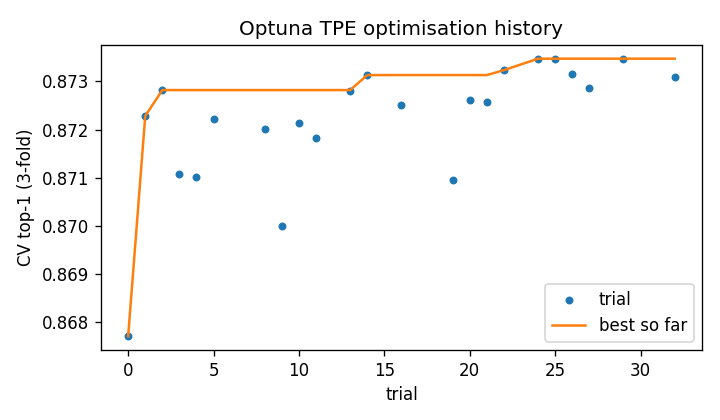 Optuna TPE optimisation history
CV top-1 (3-fold)
0.873
0.872
0.871
0.870
0.869
0.868
trial
best so far
0 5 10 15 20 25 30
trial